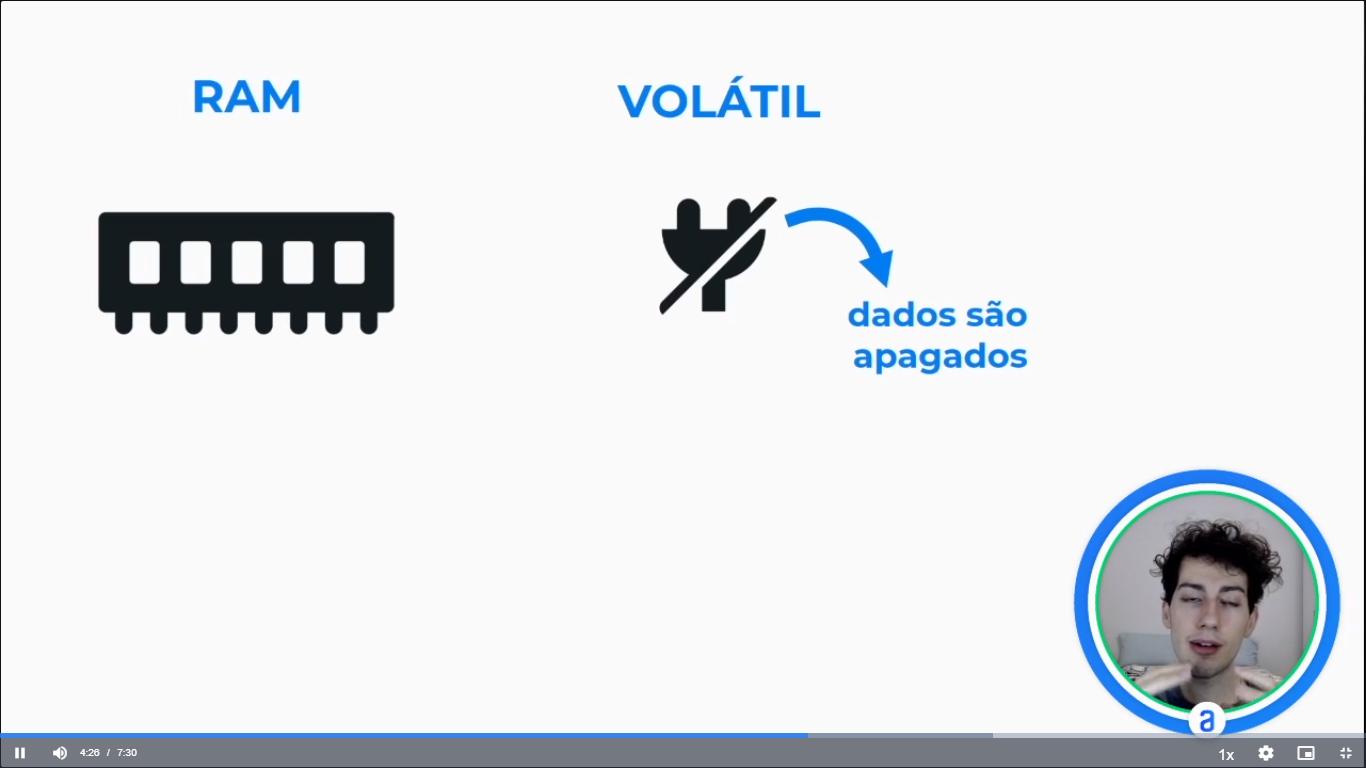 RAM
VOLÁTIL
dados são
apagados
a
4:26 / 7:30
1x